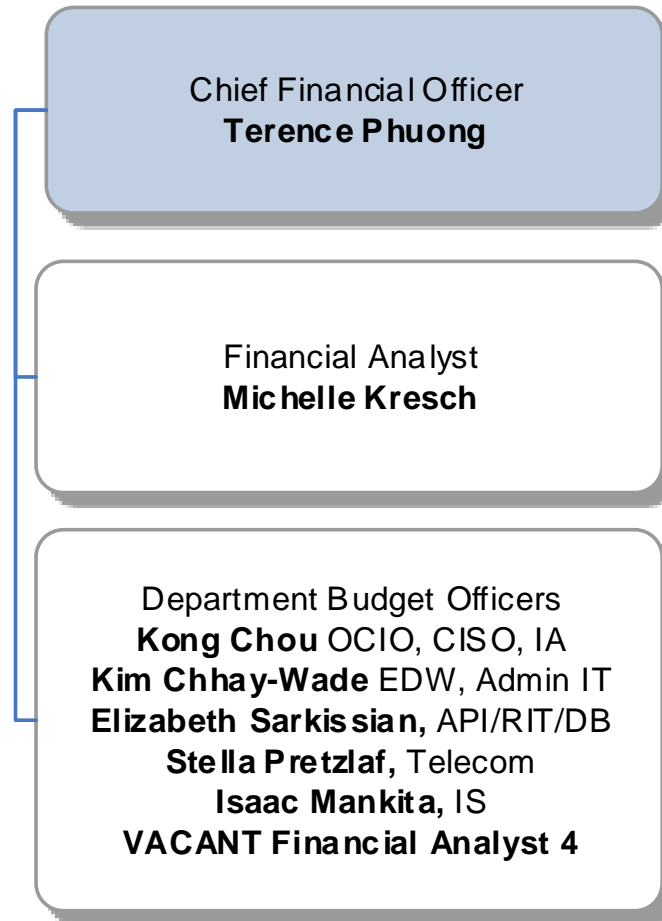 Chief Financial Officer
Terence Phuong
Financial Analyst
Michelle Kresch
Department Budget Officers
Kong Chou OCIO, CISO, IA
Kim Chhay-Wade EDW, Admin IT
Elizabeth Sarkissian, API/RIT/DB
Stella Pretzlaf, Telecom
Isaac Mankita, IS
VACANT Financial Analyst 4